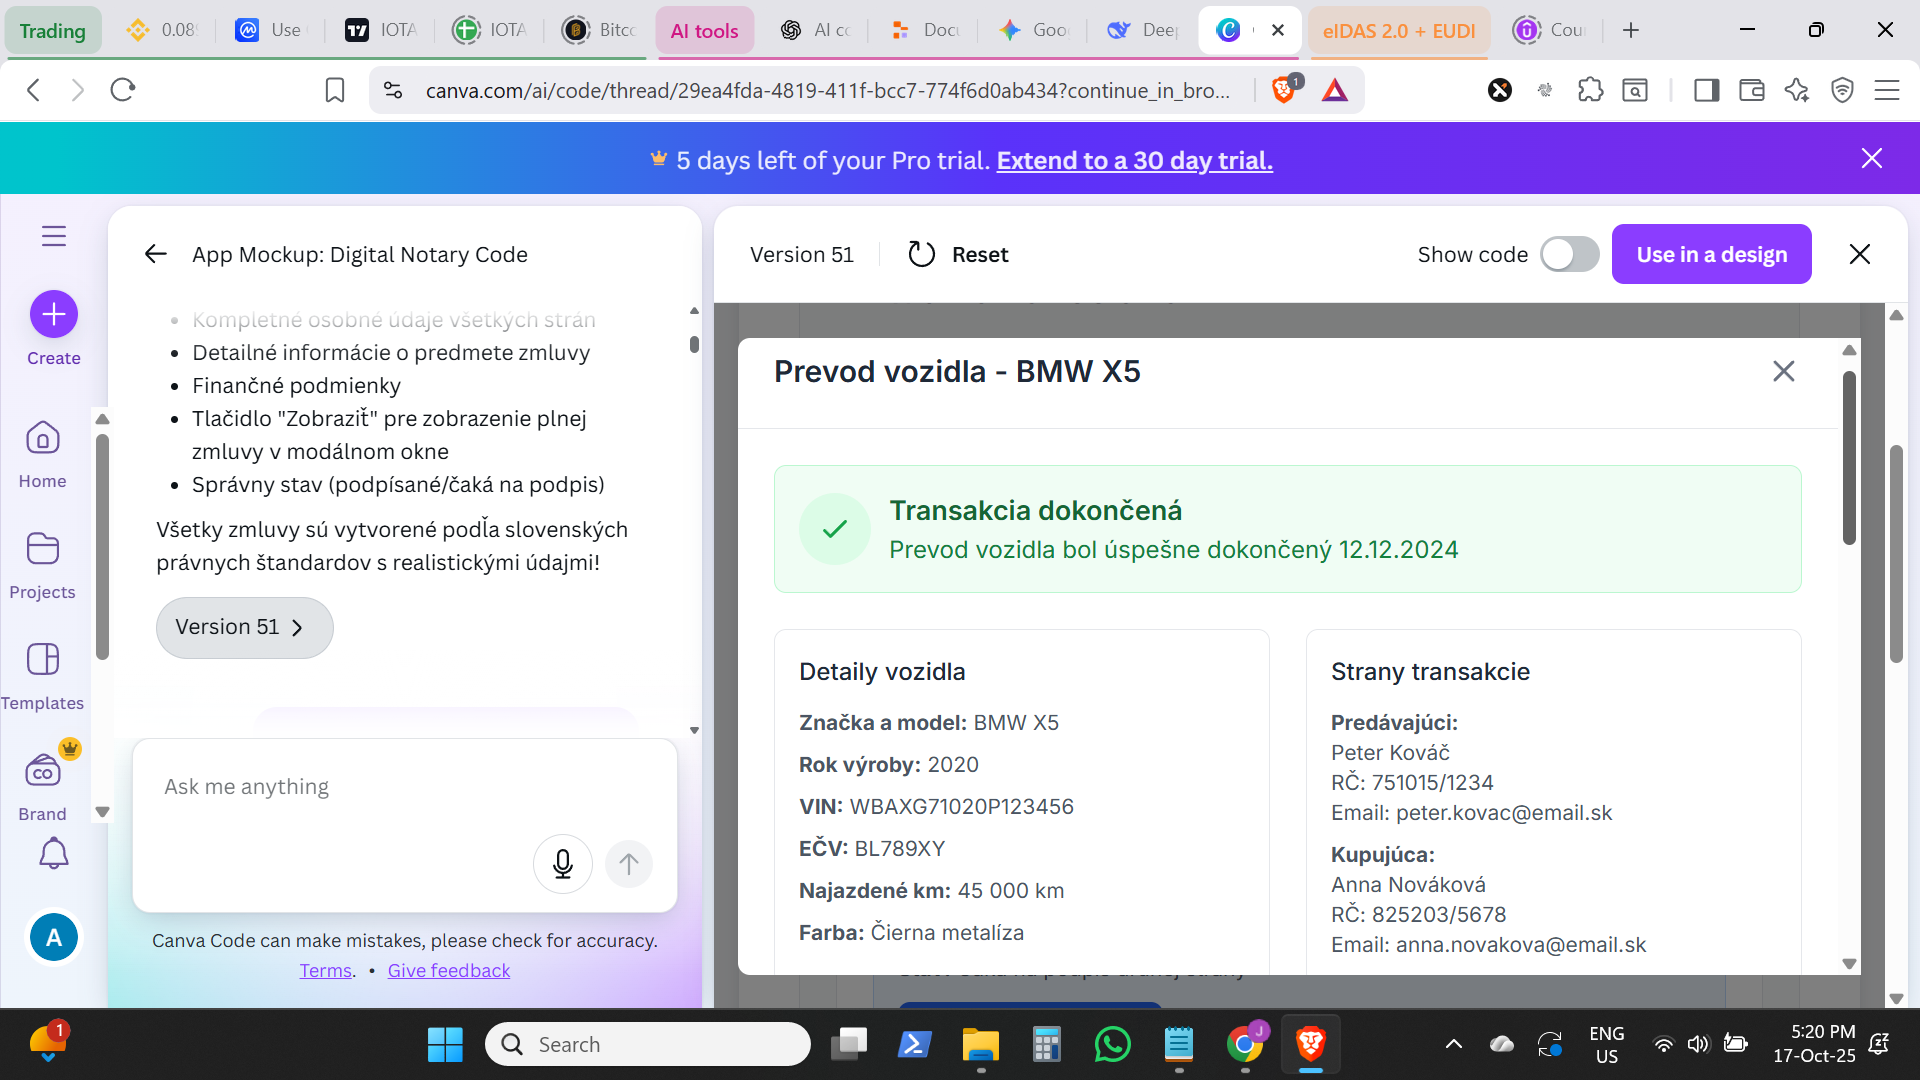 Trading
0.08
Use
IOTA
IOTA
Bitc
AI tools
AI c
Docu
Goo
Deep
eIDAS 2.0 + EUDI
Cou
canva.com/ai/code/thread/29ea4fda-4819-411f-bcc7-774f6d0ab434?continue_in_bro...
1
5 days left of your Pro trial. Extend to a 30 day trial.
Create
Home
Projects
Templates
Brand
A
App Mockup: Digital Notary Code
• Kompletné osobné údaje všetkých strán
• Detailné informácie o predmete zmluvy
• Finančné podmienky
• Tlačidlo "Zobraziť" pre zobrazenie plnej
zmluvy v modálnom okne
• Správny stav (podpísané/čaká na podpis)
Všetky zmluvy sú vytvorené podľa slovenských
právnych štandardov s realistickými údajmi!
Version 51
Ask me anything
Canva Code can make mistakes, please check for accuracy.
Terms. • Give feedback
Version 51
Reset
Show code
Use in a design
Prevod vozidla - BMW X5
Transakcia dokončená
Prevod vozidla bol úspešne dokončený 12.12.2024
Detaily vozidla
Značka a model: BMW X5
Rok výroby: 2020
VIN: WBAXG71020P123456
EČV: BL789XY
Najazdené km: 45 000 km
Farba: Čierna metalíza
Strany transakcie
Predávajúci:
Peter Kováč
RČ: 751015/1234
Email: peter.kovac@email.sk
Kupujúca:
Anna Nováková
RČ: 825203/5678
Email: anna.novakova@email.sk
1
Search
J
ENG
US
5:20 PM
17-Oct-25